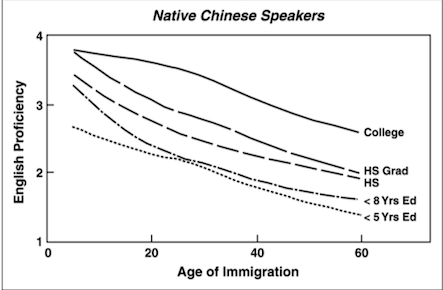 Native Chinese Speakers
4
3
2
1
English Proficiency
College
HS Grad
HS
< 8 Yrs Ed
< 5 Yrs Ed
0
20
40
60
Age of Immigration